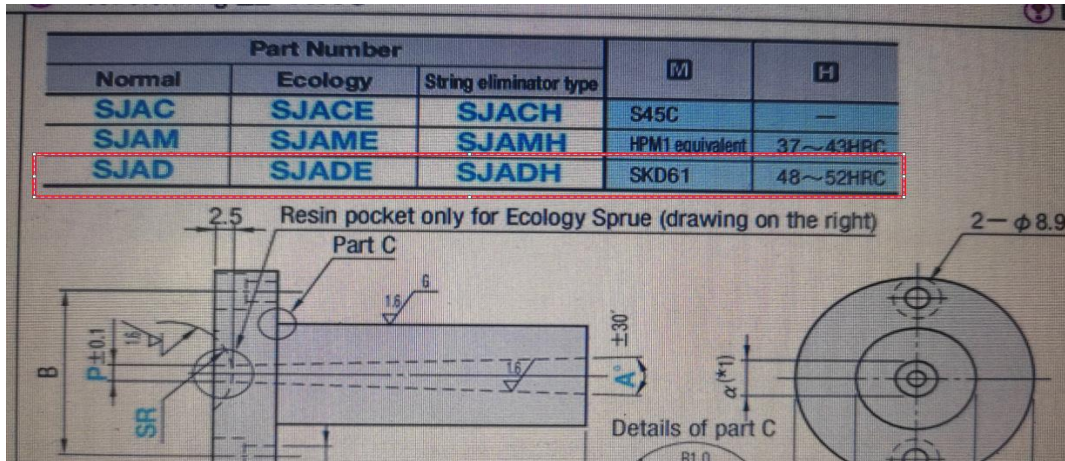 Part Number
M
H
Normal
Ecology
String eliminator type
SJAC
SJACE
SJACH
S45C
—
SJAM
SJAME
SJAMH
HPM1 equivalent
37~43HRC
SJAD
SJADE
SJADH
SKD61
48~52HRC
2.5
Resin pocket only for Ecology Sprue (drawing on the right)
2—φ8.9
Part C
G
1.6
1.6
P±0.1
B
SR
1.6
±30′
A°
α(*1)
Details of part C
R1.0